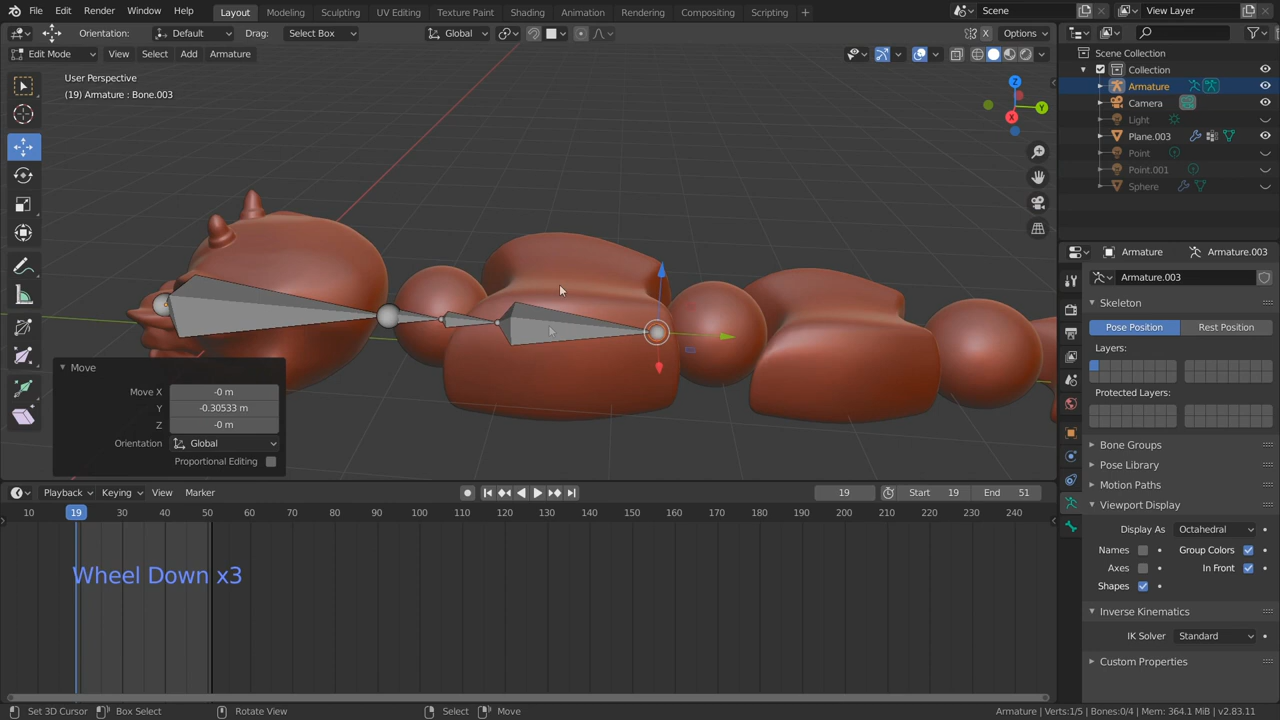 File Edit Render Window Help Layout Modeling Sculpting UV Editing Texture Paint Shading Animation Rendering Compositing Scripting + Scene View Layer
Orientation: Default Drag: Select Box Global X Options
Edit Mode View Select Add Armature
User Perspective
(19) Armature : Bone.003
Z
Y
X
Scene Collection
Collection
Armature
Camera
Light
Plane.003
Point
Point.001
Sphere
Armature Armature.003
Armature.003
Skeleton
Pose Position Rest Position
Layers:
Protected Layers:
Bone Groups
Pose Library
Motion Paths
Viewport Display
Display As Octahedral
Names Group Colors
Axes In Front
Shapes
Inverse Kinematics
IK Solver Standard
Custom Properties
Move
Move X -0 m
Y -0.30533 m
Z -0 m
Orientation Global
Proportional Editing
Playback Keying View Marker 19 Start 19 End 51
10 19 30 40 50 60 70 80 90 100 110 120 130 140 150 160 170 180 190 200 210 220 230 240
Wheel Down x3
Set 3D Cursor Box Select Rotate View Select Move Armature | Verts:1/5 | Bones:0/4 | Mem: 364.1 MiB | v2.83.11